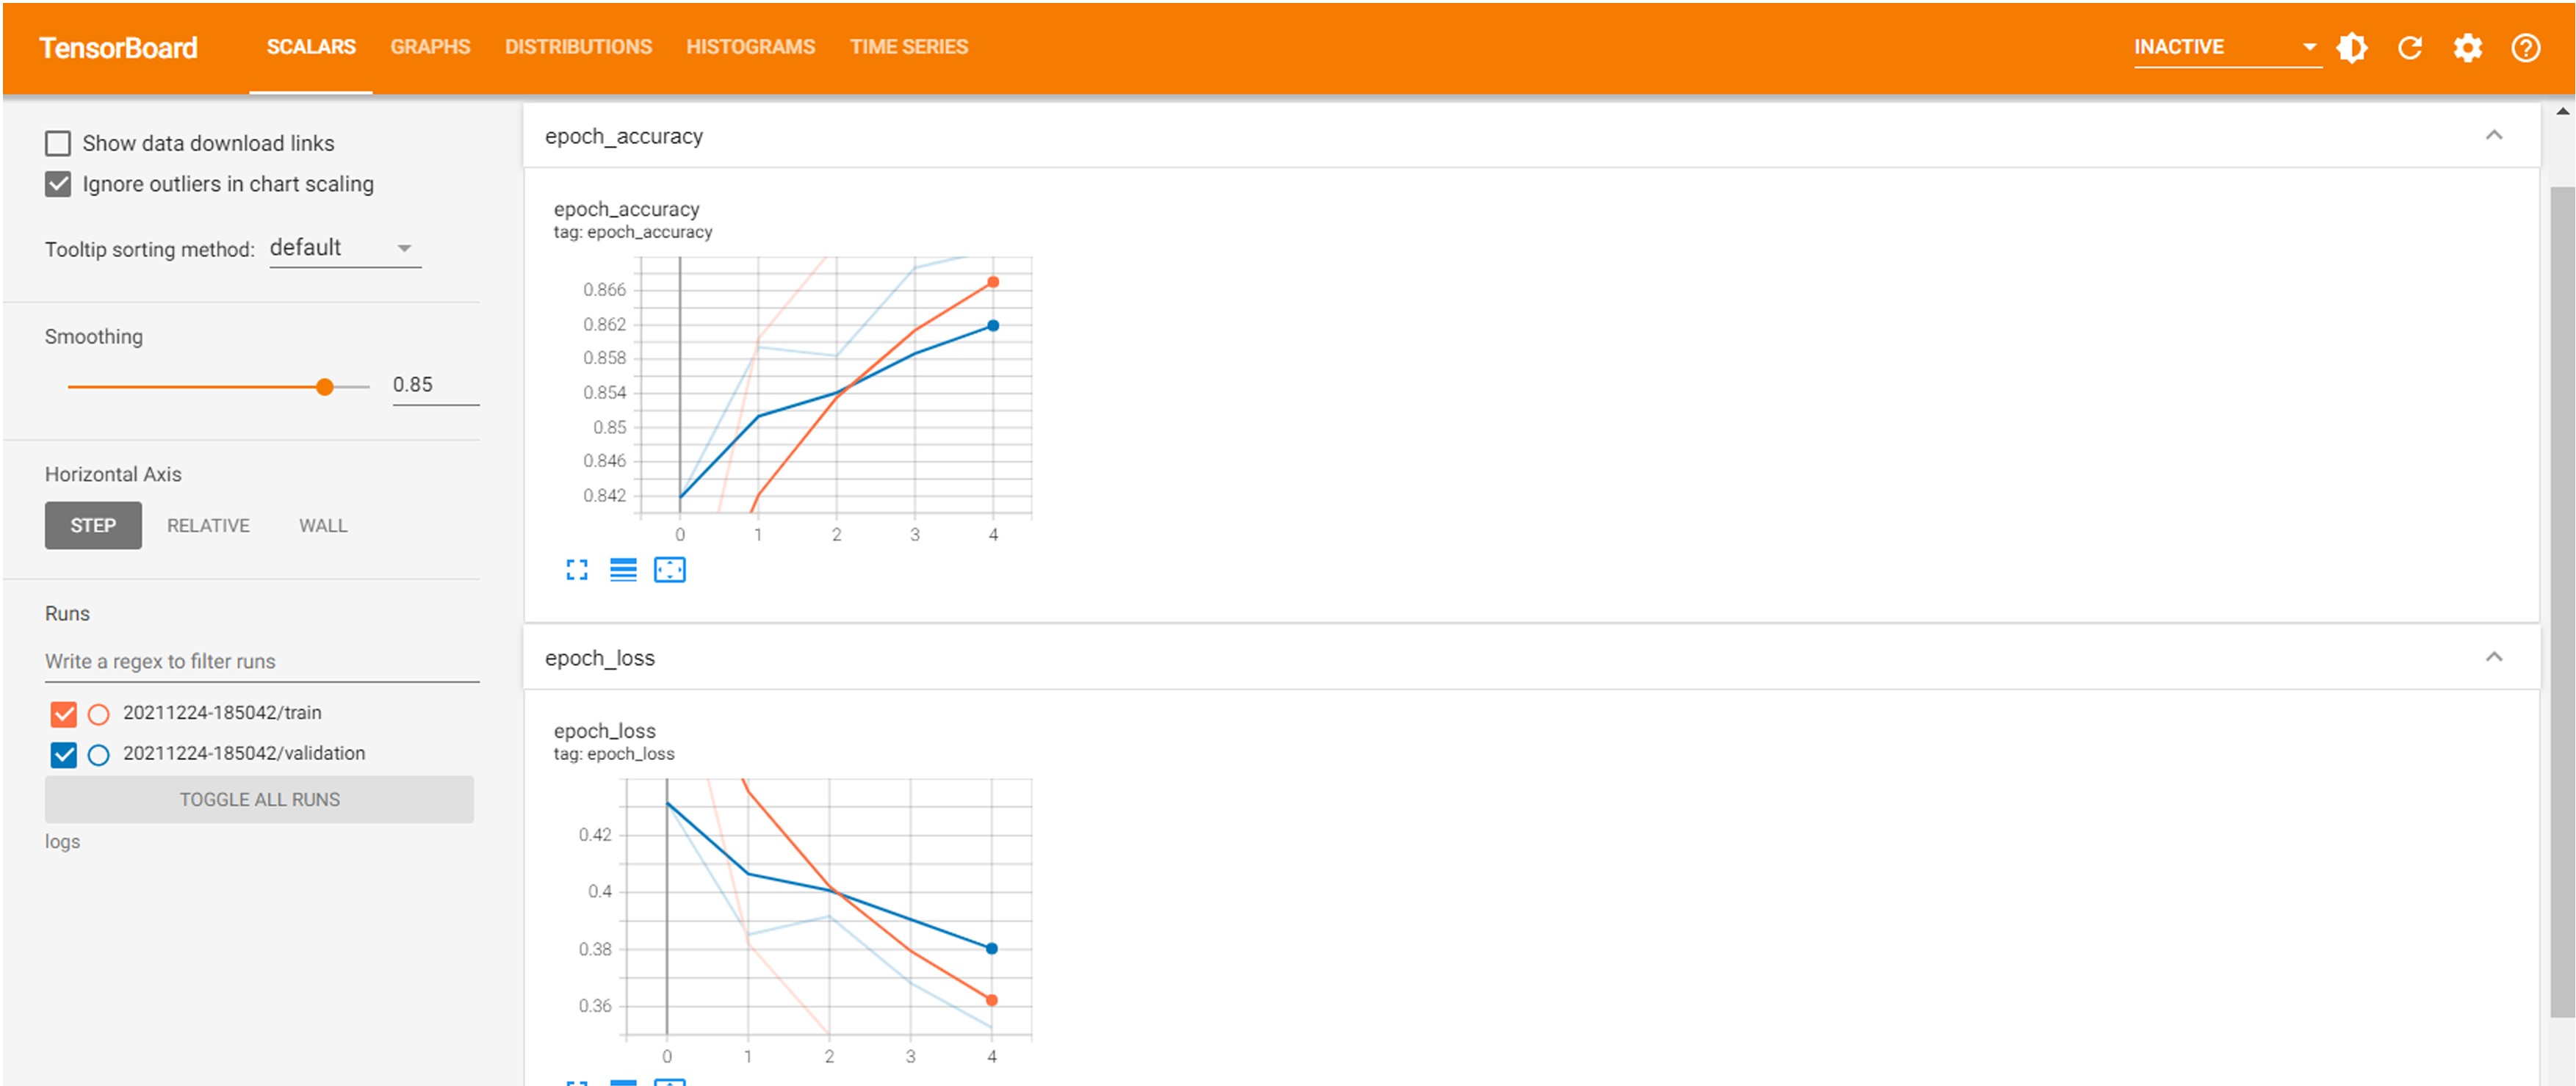 TensorBoard SCALARS GRAPHS DISTRIBUTIONS HISTOGRAMS TIME SERIES INACTIVE
Show data download links
Ignore outliers in chart scaling
Tooltip sorting method: default
Smoothing
0.85
Horizontal Axis
STEP RELATIVE WALL
Runs
Write a regex to filter runs
20211224-185042/train
20211224-185042/validation
TOGGLE ALL RUNS
logs
epoch_accuracy
epoch_accuracy
tag: epoch_accuracy
0.866
0.862
0.858
0.854
0.85
0.846
0.842
0 1 2 3 4
epoch_loss
epoch_loss
tag: epoch_loss
0.42
0.4
0.38
0.36
0 1 2 3 4